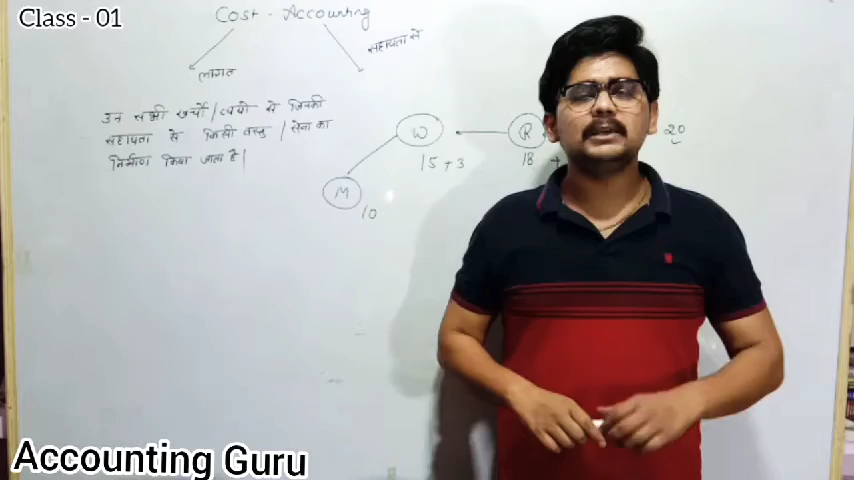 Class - 01
Cost - Accounting
लागत
सहायता से
उन सभी खर्चो / व्ययो से जिनकी
सहायता से किसी वस्तु / सेवा का
निर्माण किया जाता है |
W
R
20
15 + 3
18 +
M
10
Accounting Guru